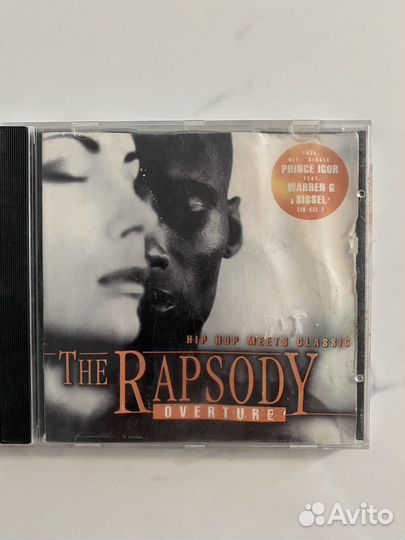 INCL.
HIT - SINGLE
PRINCE IGOR
FEAT.
WARREN G
& SISSEL
HIP HOP MEETS CLASSIC
THE RAPSODY
OVERTURE
Avito